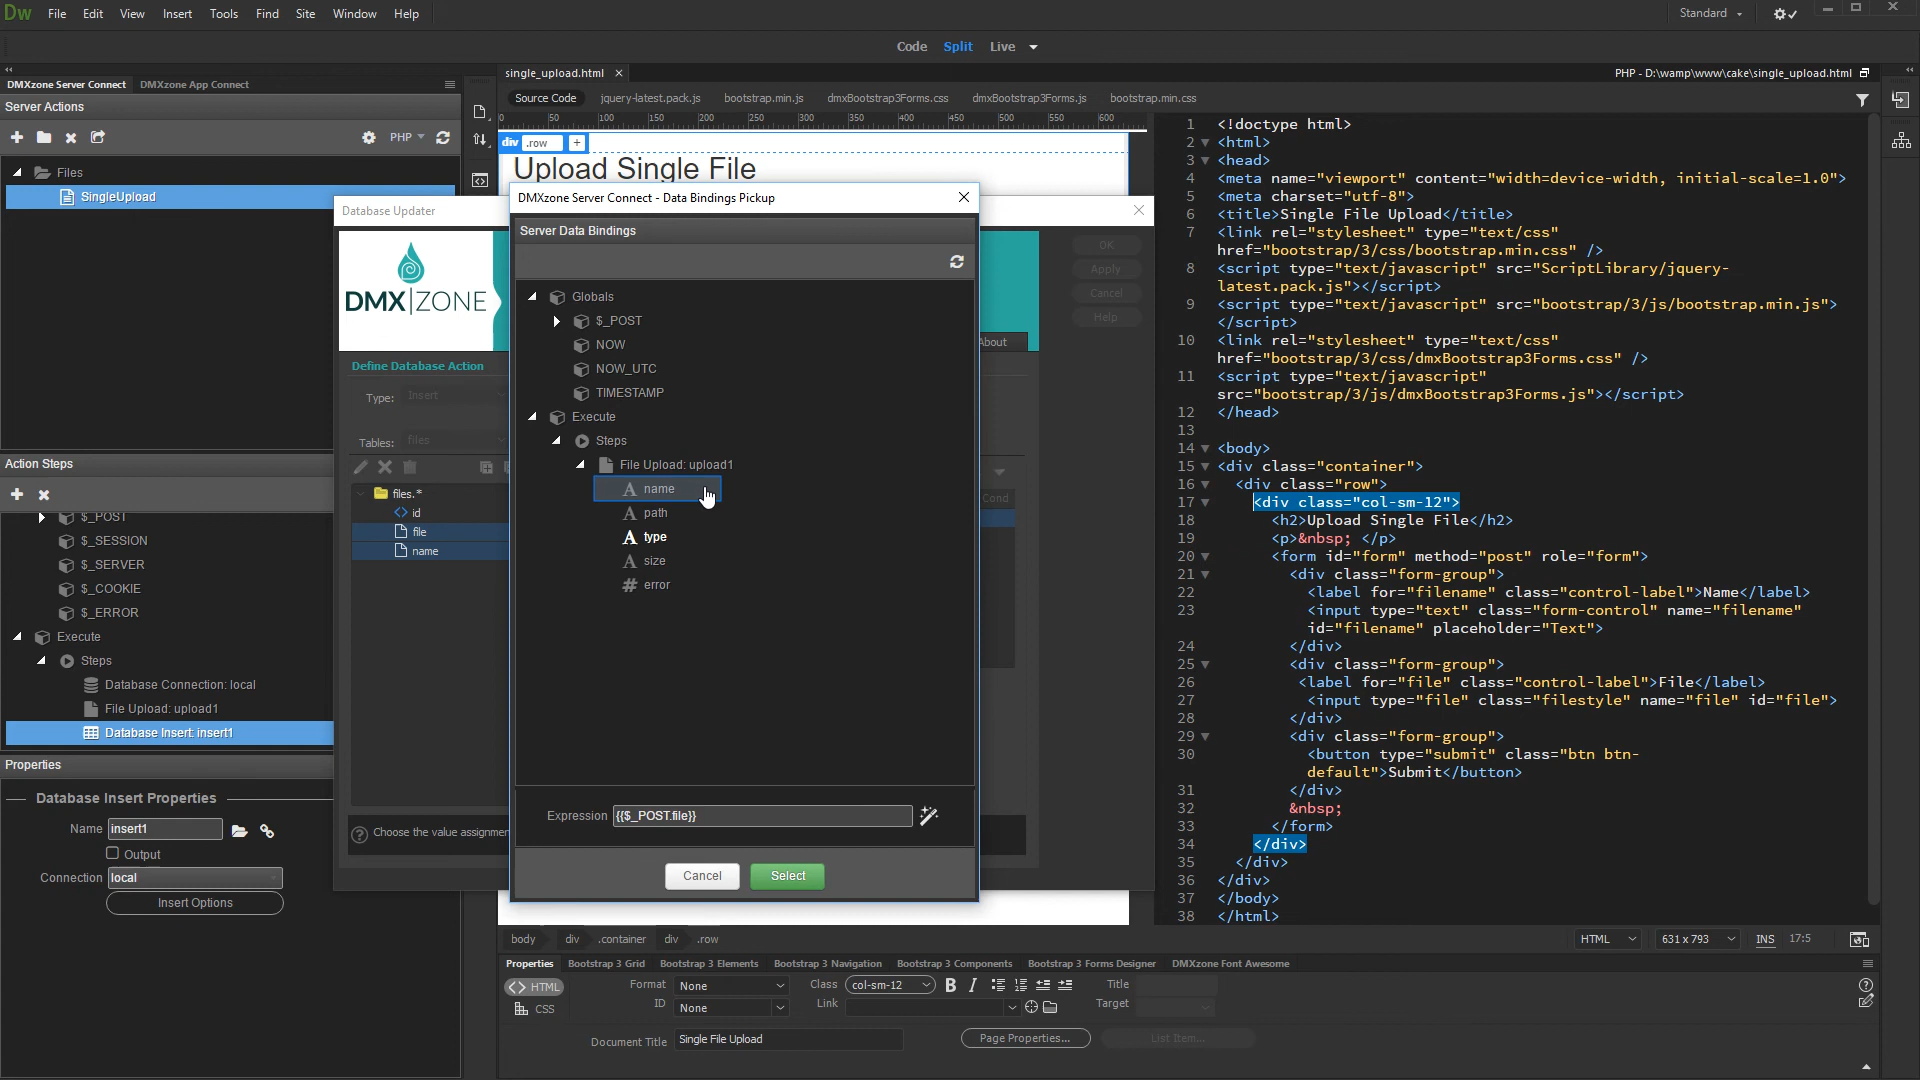 Dw File Edit View Insert Tools Find Site Window Help Standard
Code Split Live
DMXzone Server Connect DMXzone App Connect
Server Actions
PHP
Files
SingleUpload
Action Steps
$_POST
$_SESSION
$_SERVER
$_COOKIE
$_ERROR
Execute
Steps
Database Connection: local
File Upload: upload1
Database Insert: insert1
Properties
Database Insert Properties
Name insert1
Output
Connection local
Insert Options
single_upload.html
PHP - D:\wamp\www\cake\single_upload.html
Source Code jquery-latest.pack.js bootstrap.min.js dmxBootstrap3Forms.css dmxBootstrap3Forms.js bootstrap.min.css
0 50 100 150 200 250 300 350 400 450 500 550 600
div .row +
Upload Single File
Database Updater
DMX|ZONE
OK
Apply
Cancel
Help
About
Define Database Action
Type: Insert
Tables: files
files.*
id
file
name
Cond
Choose the value assignmen
DMXzone Server Connect - Data Bindings Pickup
Server Data Bindings
Globals
$_POST
NOW
NOW_UTC
TIMESTAMP
Execute
Steps
File Upload: upload1
name
path
type
size
error
Expression {{$_POST.file}}
Cancel Select
1 <!doctype html>
2 <html>
3 <head>
4 <meta name="viewport" content="width=device-width, initial-scale=1.0">
5 <meta charset="utf-8">
6 <title>Single File Upload</title>
7 <link rel="stylesheet" type="text/css"
href="bootstrap/3/css/bootstrap.min.css" />
8 <script type="text/javascript" src="ScriptLibrary/jquery-
latest.pack.js"></script>
9 <script type="text/javascript" src="bootstrap/3/js/bootstrap.min.js">
</script>
10 <link rel="stylesheet" type="text/css"
href="bootstrap/3/css/dmxBootstrap3Forms.css" />
11 <script type="text/javascript"
src="bootstrap/3/js/dmxBootstrap3Forms.js"></script>
12 </head>
13
14 <body>
15 <div class="container">
16 <div class="row">
17 <div class="col-sm-12">
18 <h2>Upload Single File</h2>
19 <p>&nbsp; </p>
20 <form id="form" method="post" role="form">
21 <div class="form-group">
22 <label for="filename" class="control-label">Name</label>
23 <input type="text" class="form-control" name="filename"
id="filename" placeholder="Text">
24 </div>
25 <div class="form-group">
26 <label for="file" class="control-label">File</label>
27 <input type="file" class="filestyle" name="file" id="file">
28 </div>
29 <div class="form-group">
30 <button type="submit" class="btn btn-
default">Submit</button>
31 </div>
32 &nbsp;
33 </form>
34 </div>
35 </div>
36 </div>
37 </body>
38 </html>
body div .container div .row
HTML 631 x 793 INS 17:5
Properties Bootstrap 3 Grid Bootstrap 3 Elements Bootstrap 3 Navigation Bootstrap 3 Components Bootstrap 3 Forms Designer DMXzone Font Awesome
<> HTML Format None Class col-sm-12 B I Title
CSS ID None Link Target
Document Title Single File Upload Page Properties... List Item...